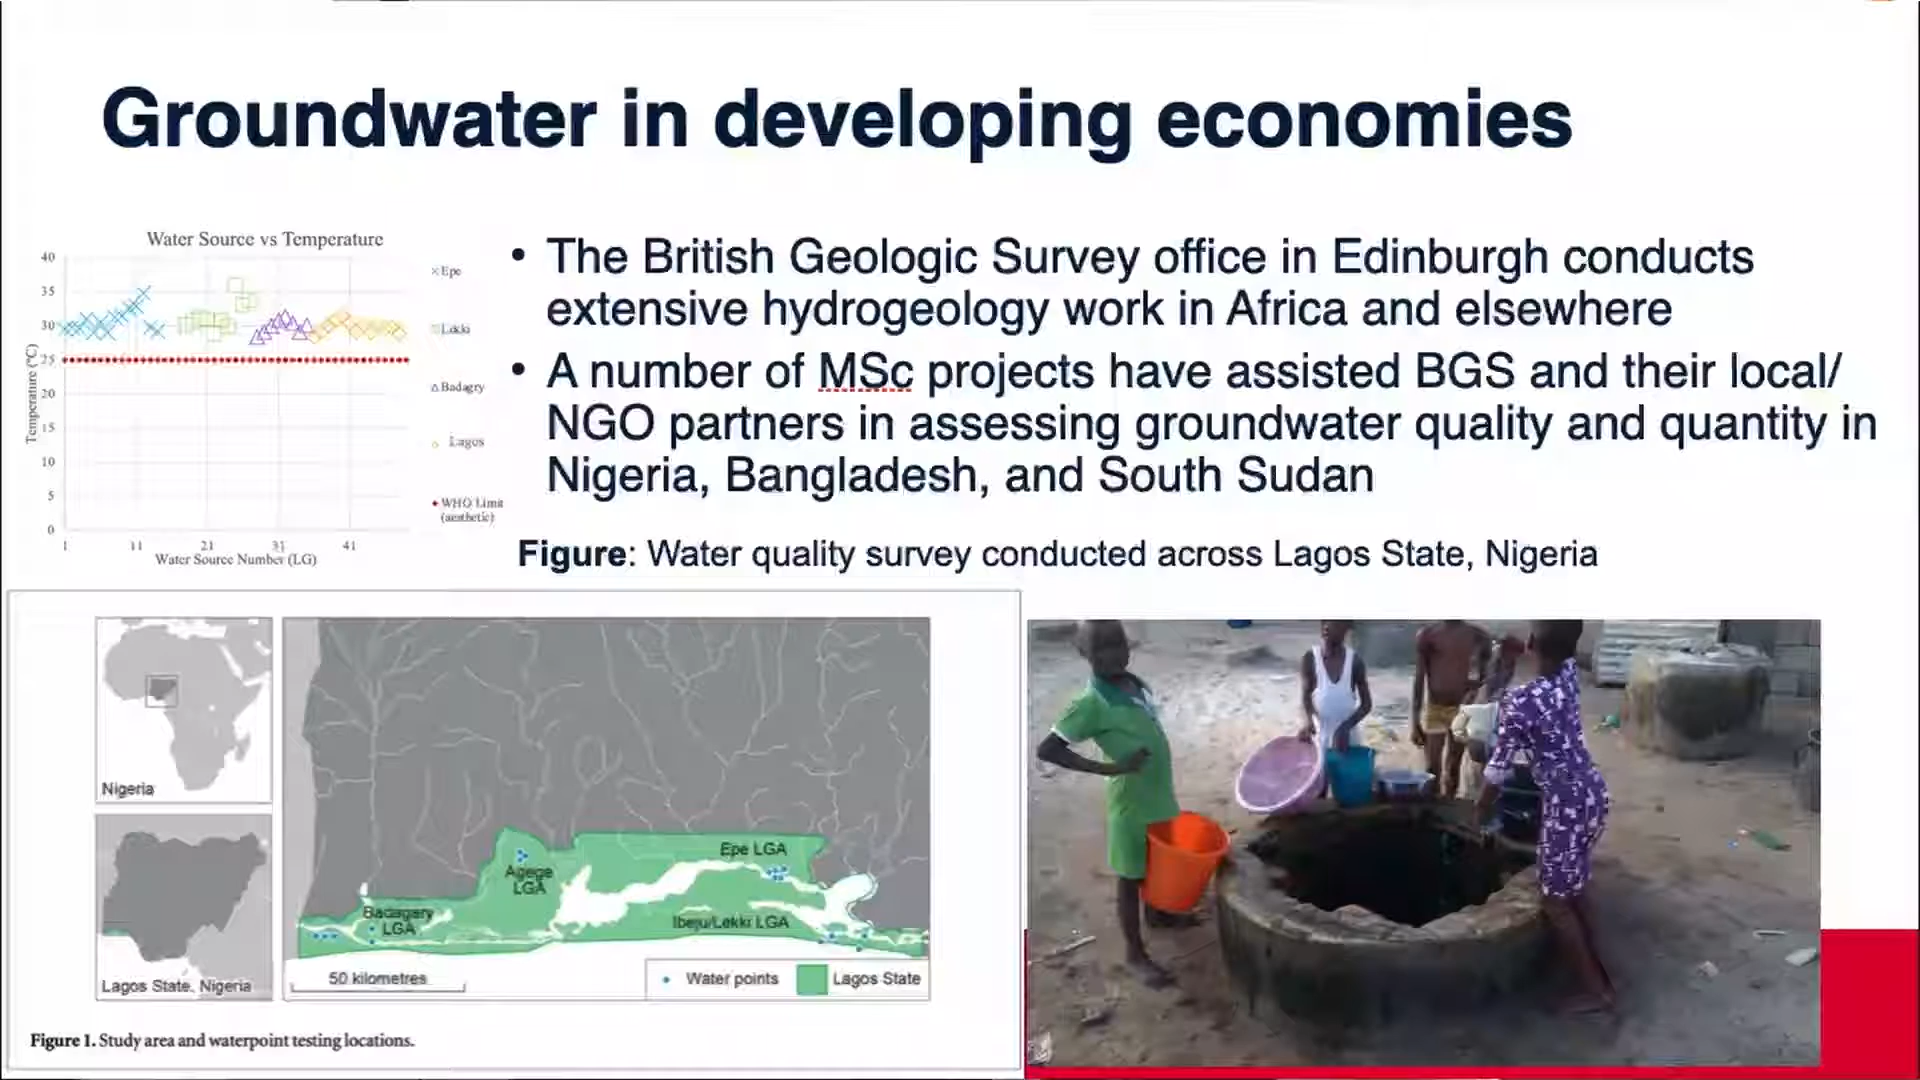 Groundwater in developing economies
Water Source vs Temperature
40
35
30
25
20
15
10
5
0
Temperature (°C)
1 11 21 31 41
Water Source Number (LG)
Epe
Lekki
Badagry
Lagos
WHO Limit
(aesthetic)
• The British Geologic Survey office in Edinburgh conducts
extensive hydrogeology work in Africa and elsewhere
• A number of MSc projects have assisted BGS and their local/
NGO partners in assessing groundwater quality and quantity in
Nigeria, Bangladesh, and South Sudan
Figure: Water quality survey conducted across Lagos State, Nigeria
Nigeria
Lagos State, Nigeria
Epe LGA
Agege
LGA
Badagary
LGA
Ibeju/Lekki LGA
50 kilometres
Water points
Lagos State
Figure 1. Study area and waterpoint testing locations.